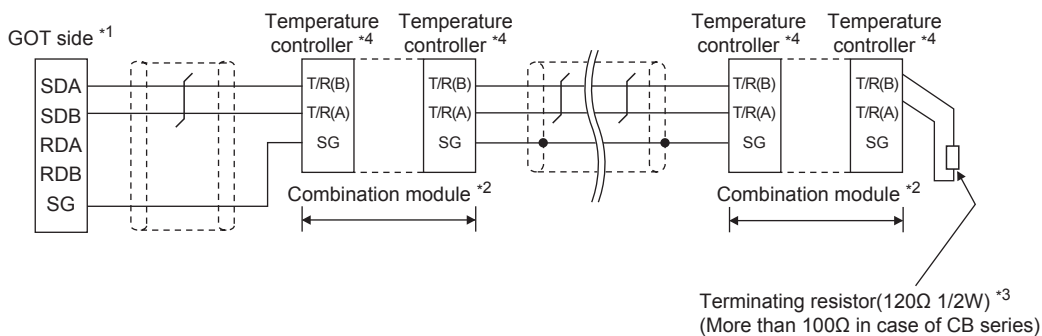 GOT side *1
SDA
SDB
RDA
RDB
SG
Temperature
controller *4
T/R(B)
T/R(A)
SG
Temperature
controller *4
T/R(B)
T/R(A)
SG
Combination module *2
Temperature
controller *4
T/R(B)
T/R(A)
SG
Temperature
controller *4
T/R(B)
T/R(A)
SG
Combination module *2
Terminating resistor(120Ω 1/2W) *3
(More than 100Ω in case of CB series)